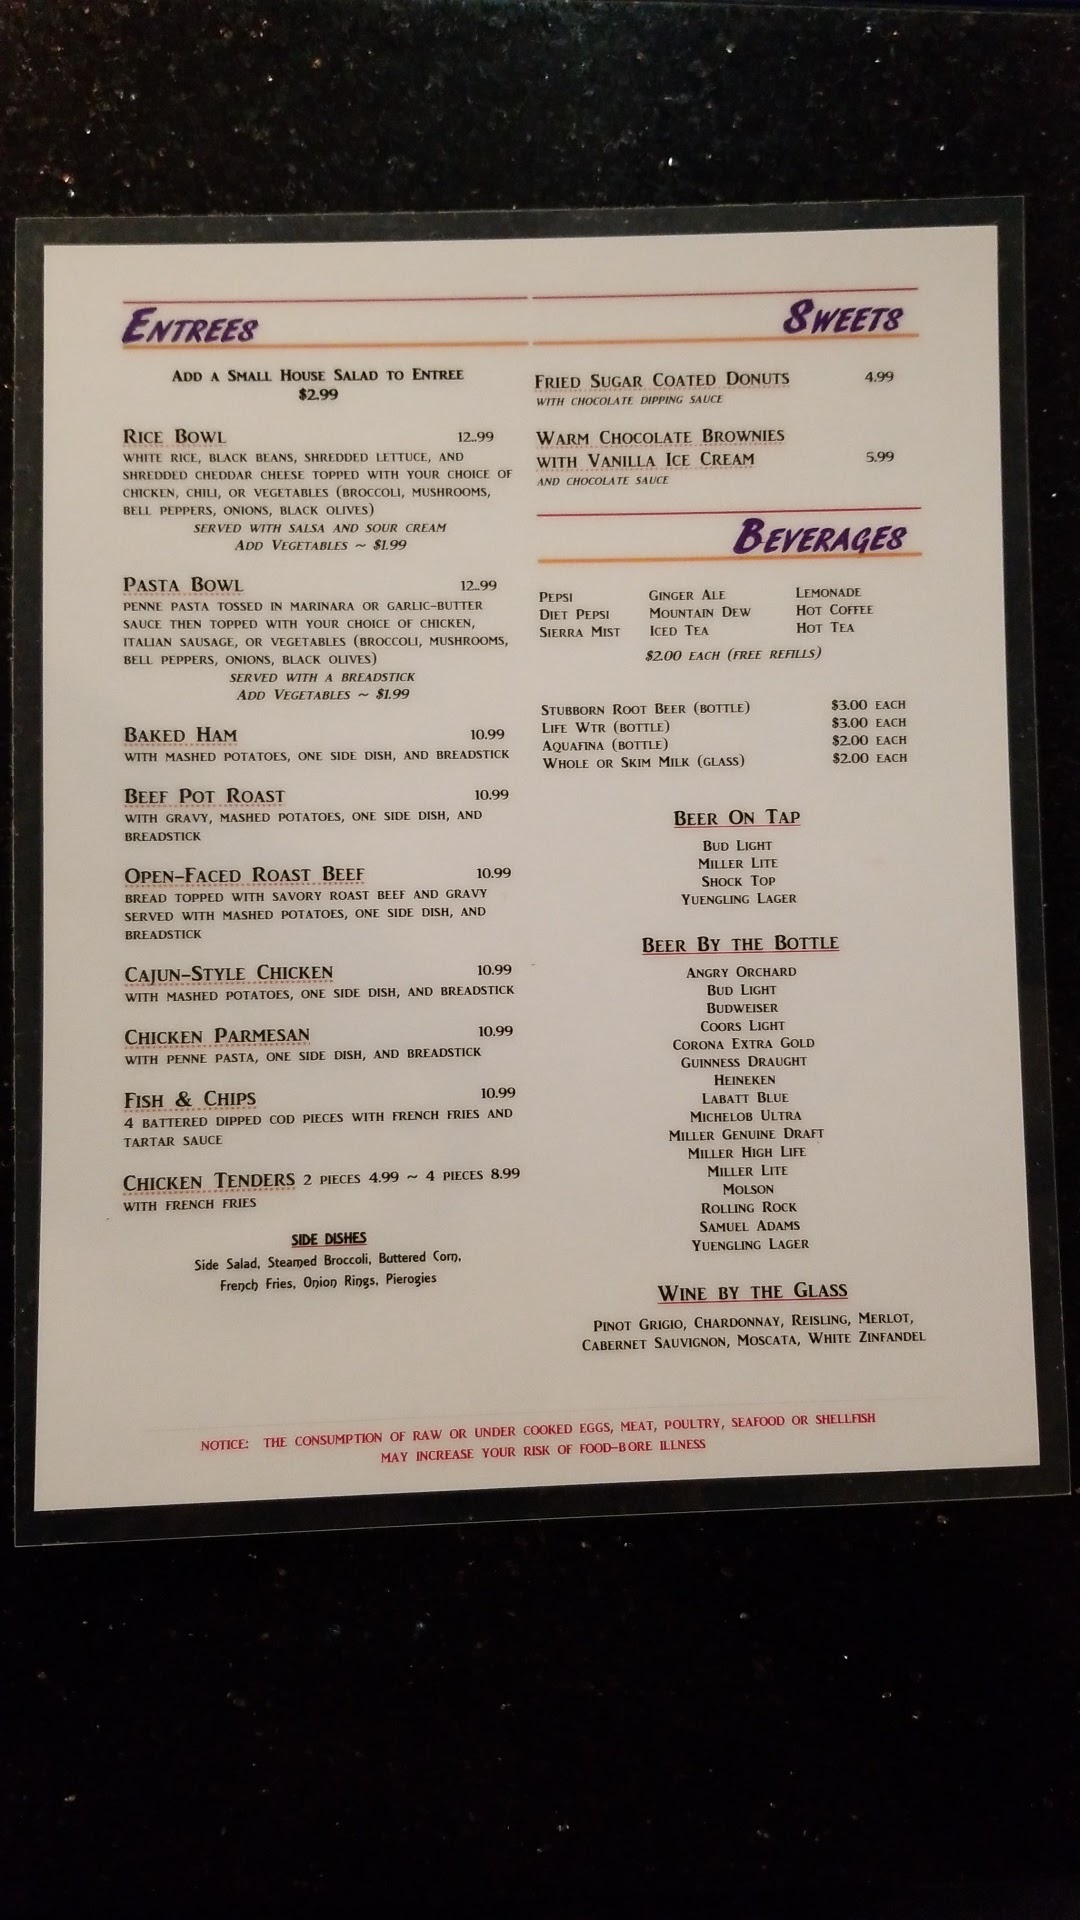 Entrees
Add a Small House Salad to Entree
$2.99
Rice Bowl 12.99
white rice, black beans, shredded lettuce, and
shredded cheddar cheese topped with your choice of
chicken, chili, or vegetables (broccoli, mushrooms,
bell peppers, onions, black olives)
served with salsa and sour cream
Add Vegetables ~ $1.99
Pasta Bowl 12.99
penne pasta tossed in marinara or garlic-butter
sauce then topped with your choice of chicken,
italian sausage, or vegetables (broccoli, mushrooms,
bell peppers, onions, black olives)
served with a breadstick
Add Vegetables ~ $1.99
Baked Ham 10.99
with mashed potatoes, one side dish, and breadstick
Beef Pot Roast 10.99
with gravy, mashed potatoes, one side dish, and
breadstick
Open-Faced Roast Beef 10.99
bread topped with savory roast beef and gravy
served with mashed potatoes, one side dish, and
breadstick
Cajun-Style Chicken 10.99
with mashed potatoes, one side dish, and breadstick
Chicken Parmesan 10.99
with penne pasta, one side dish, and breadstick
Fish & Chips 10.99
4 battered dipped cod pieces with french fries and
tartar sauce
Chicken Tenders 2 pieces 4.99 ~ 4 pieces 8.99
with french fries
SIDE DISHES
Side Salad, Steamed Broccoli, Buttered Corn,
French Fries, Onion Rings, Pierogies
Sweets
Fried Sugar Coated Donuts 4.99
with chocolate dipping sauce
Warm Chocolate Brownies
with Vanilla Ice Cream 5.99
and chocolate sauce
Beverages
Pepsi Ginger Ale Lemonade
Diet Pepsi Mountain Dew Hot Coffee
Sierra Mist Iced Tea Hot Tea
$2.00 each (free refills)
Stubborn Root Beer (bottle) $3.00 each
Life Wtr (bottle) $3.00 each
Aquafina (bottle) $2.00 each
Whole or Skim Milk (glass) $2.00 each
Beer On Tap
Bud Light
Miller Lite
Shock Top
Yuengling Lager
Beer By the Bottle
Angry Orchard
Bud Light
Budweiser
Coors Light
Corona Extra Gold
Guinness Draught
Heineken
Labatt Blue
Michelob Ultra
Miller Genuine Draft
Miller High Life
Miller Lite
Molson
Rolling Rock
Samuel Adams
Yuengling Lager
Wine by the Glass
Pinot Grigio, Chardonnay, Reisling, Merlot,
Cabernet Sauvignon, Moscata, White Zinfandel
NOTICE: THE CONSUMPTION OF RAW OR UNDER COOKED EGGS, MEAT, POULTRY, SEAFOOD OR SHELLFISH
MAY INCREASE YOUR RISK OF FOOD-BORE ILLNESS